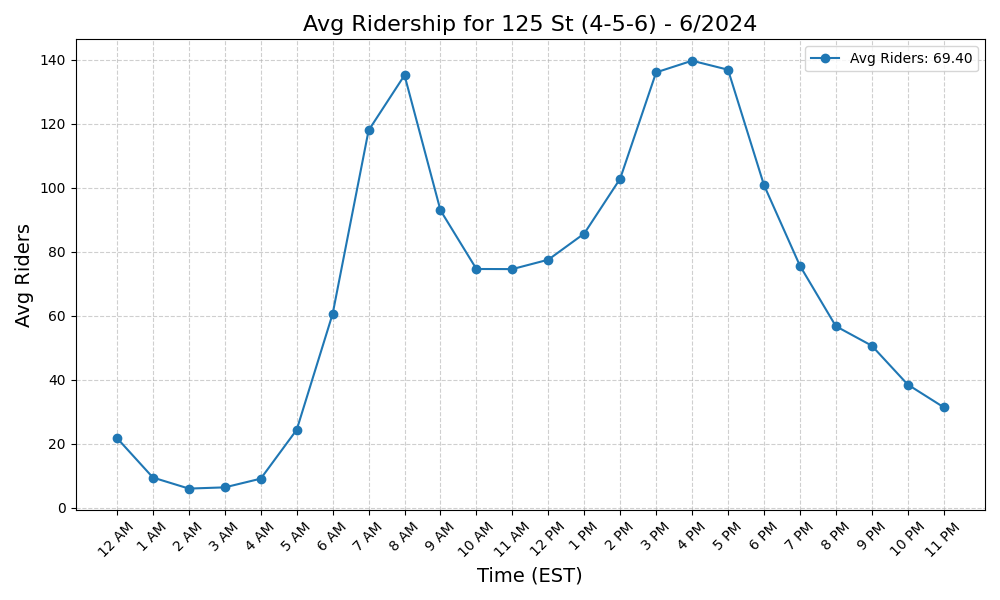 Avg Ridership for 125 St (4-5-6) - 6/2024
Avg Riders: 69.40
Avg Riders
140
120
100
80
60
40
20
0
12 AM
1 AM
2 AM
3 AM
4 AM
5 AM
6 AM
7 AM
8 AM
9 AM
10 AM
11 AM
12 PM
1 PM
2 PM
3 PM
4 PM
5 PM
6 PM
7 PM
8 PM
9 PM
10 PM
11 PM
Time (EST)